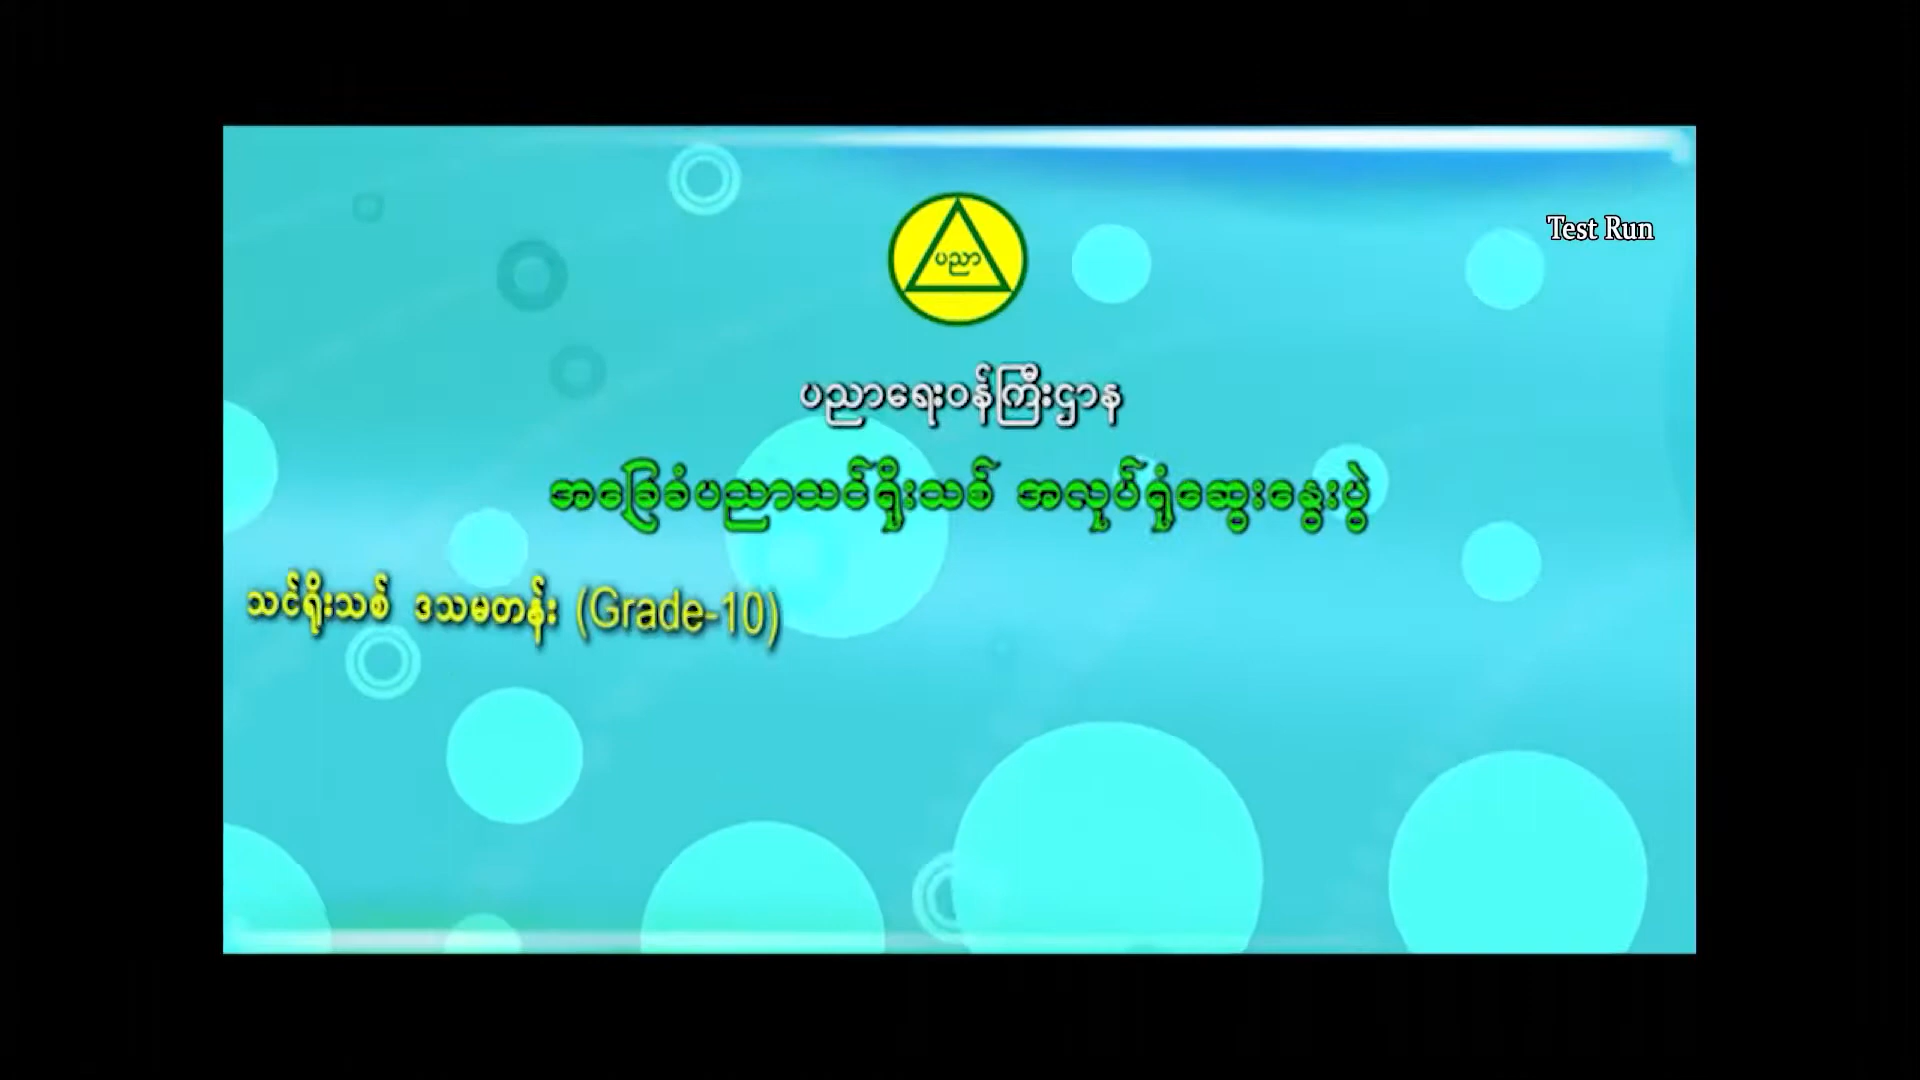 Test Run
ပညာ
ပညာရေးဝန်ကြီးဌာန
အခြေခံပညာသင်ရိုးသစ် အလုပ်ရုံဆွေးနွေးပွဲ
သင်ရိုးသစ် ဒသမတန်း (Grade-10)